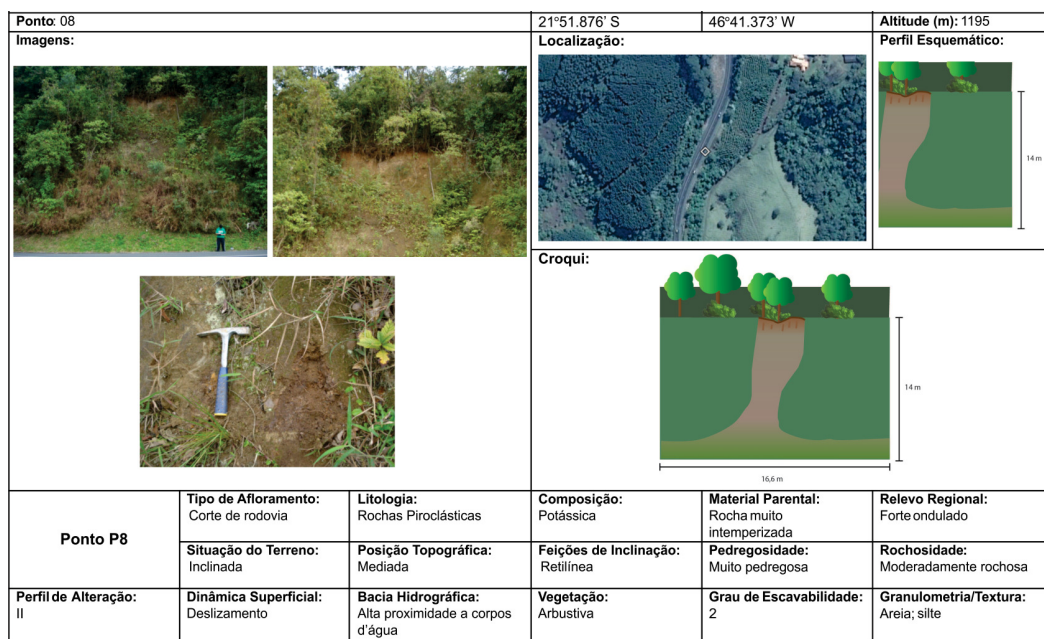 Ponto: 08
21°51.876' S
46°41.373' W
Altitude (m): 1195
Imagens:
Localização:
Perfil Esquemático:
14 m
Croqui:
14 m
16,6 m
Ponto P8
Tipo de Afloramento:
Corte de rodovia
Litologia:
Rochas Piroclásticas
Composição:
Potássica
Material Parental:
Rocha muito
intemperizada
Relevo Regional:
Forte ondulado
Situação do Terreno:
Inclinada
Posição Topográfica:
Mediada
Feições de Inclinação:
Retilínea
Pedregosidade:
Muito pedregosa
Rochosidade:
Moderadamente rochosa
Perfil de Alteração:
II
Dinâmica Superficial:
Deslizamento
Bacia Hidrográfica:
Alta proximidade a corpos
d'água
Vegetação:
Arbustiva
Grau de Escavabilidade:
2
Granulometria/Textura:
Areia; silte